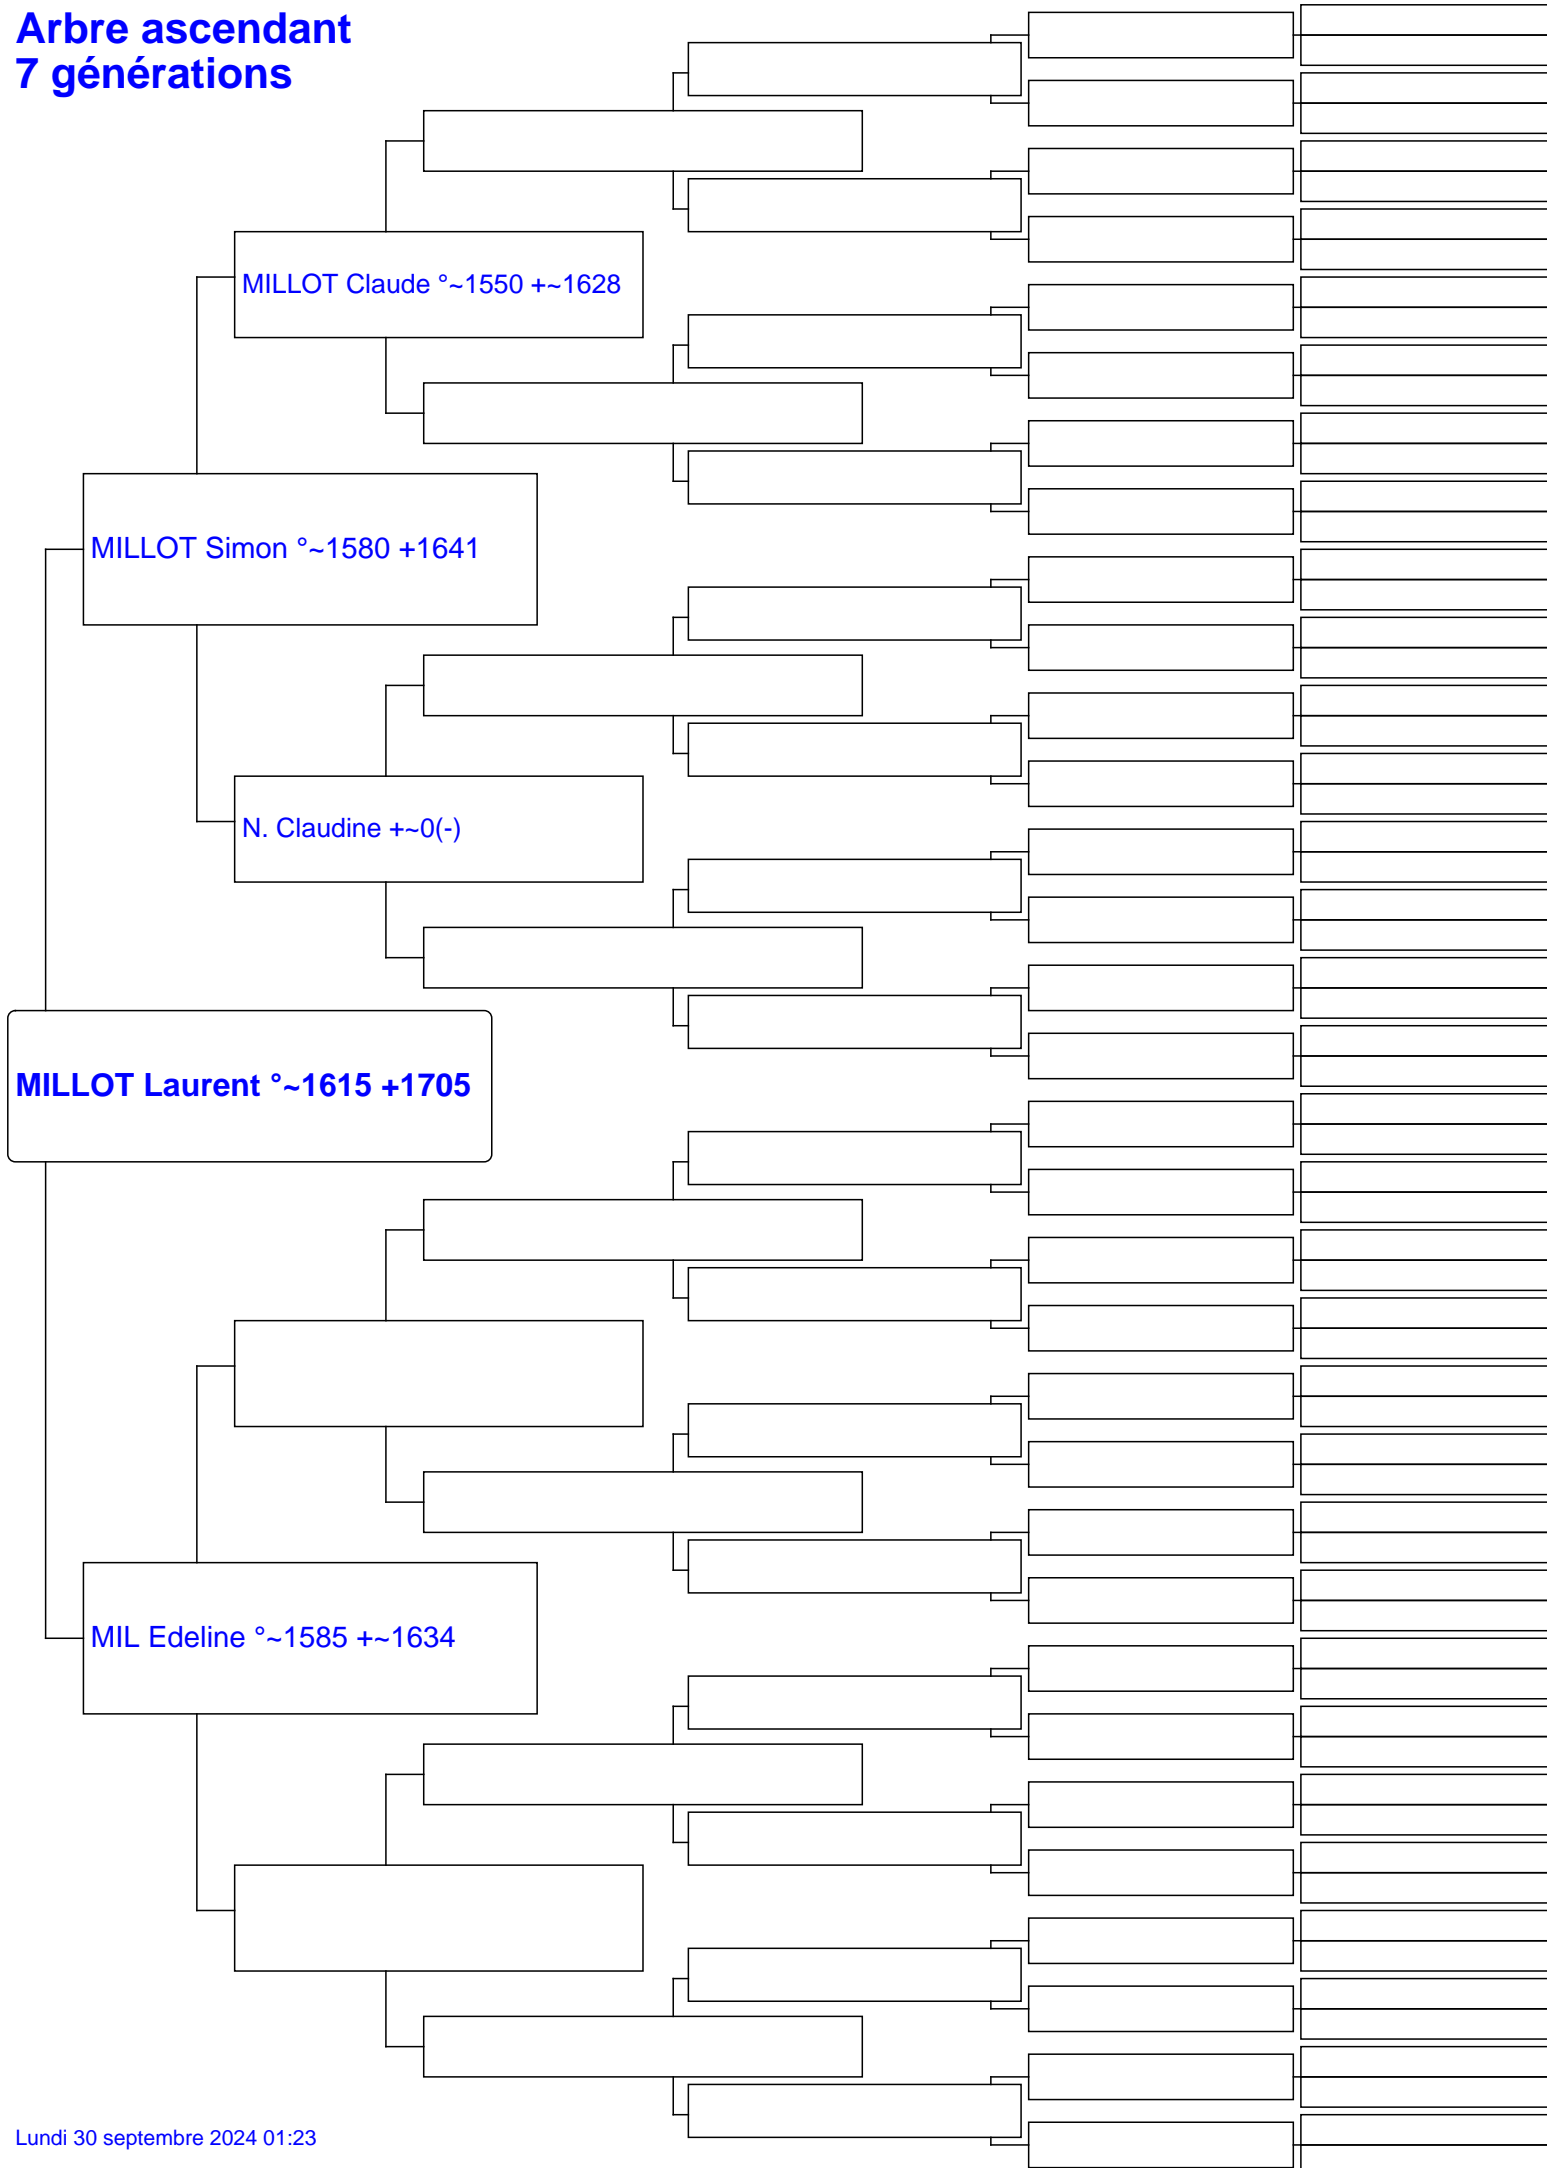 Arbre ascendant
7 générations
MILLOT Claude °~1550 +~1628
MILLOT Simon °~1580 +1641
N. Claudine +~0(-)
MILLOT Laurent °~1615 +1705
MIL Edeline °~1585 +~1634
Lundi 30 septembre 2024 01:23